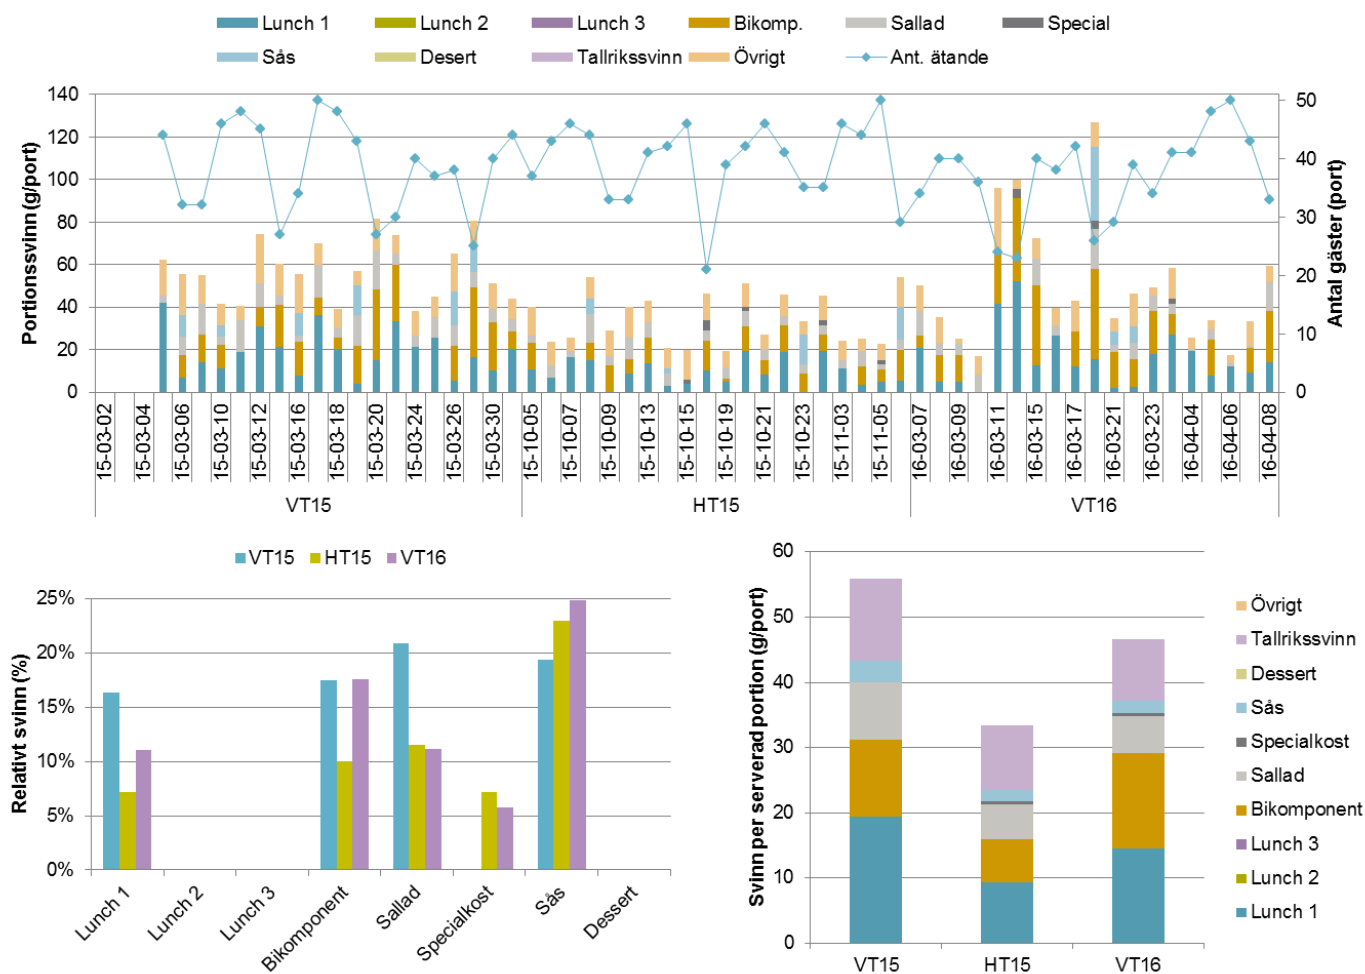 Lunch 1 Lunch 2 Lunch 3 Bikomp. Sallad Special
Sås Desert Tallrikssvinn Övrigt Ant. ätande
Portionssvinn(g/port)
140
120
100
80
60
40
20
0
50
40
30
20
10
0
Antal gäster (port)
15-03-02
15-03-04
15-03-06
15-03-10
15-03-12
15-03-16
15-03-18
15-03-20
15-03-24
15-03-26
15-03-30
15-10-05
15-10-07
15-10-09
15-10-13
15-10-15
15-10-19
15-10-21
15-10-23
15-11-03
15-11-05
16-03-07
16-03-09
16-03-11
16-03-15
16-03-17
16-03-21
16-03-23
16-04-04
16-04-06
16-04-08
VT15 HT15 VT16
VT15 HT15 VT16
Relativt svinn (%)
25%
20%
15%
10%
5%
0%
Lunch 1
Lunch 2
Lunch 3
Bikomponent
Sallad
Specialkost
Sås
Dessert
Svinn per serverad portion (g/port)
60
50
40
30
20
10
0
VT15 HT15 VT16
Övrigt
Tallrikssvinn
Dessert
Sås
Specialkost
Sallad
Bikomponent
Lunch 3
Lunch 2
Lunch 1